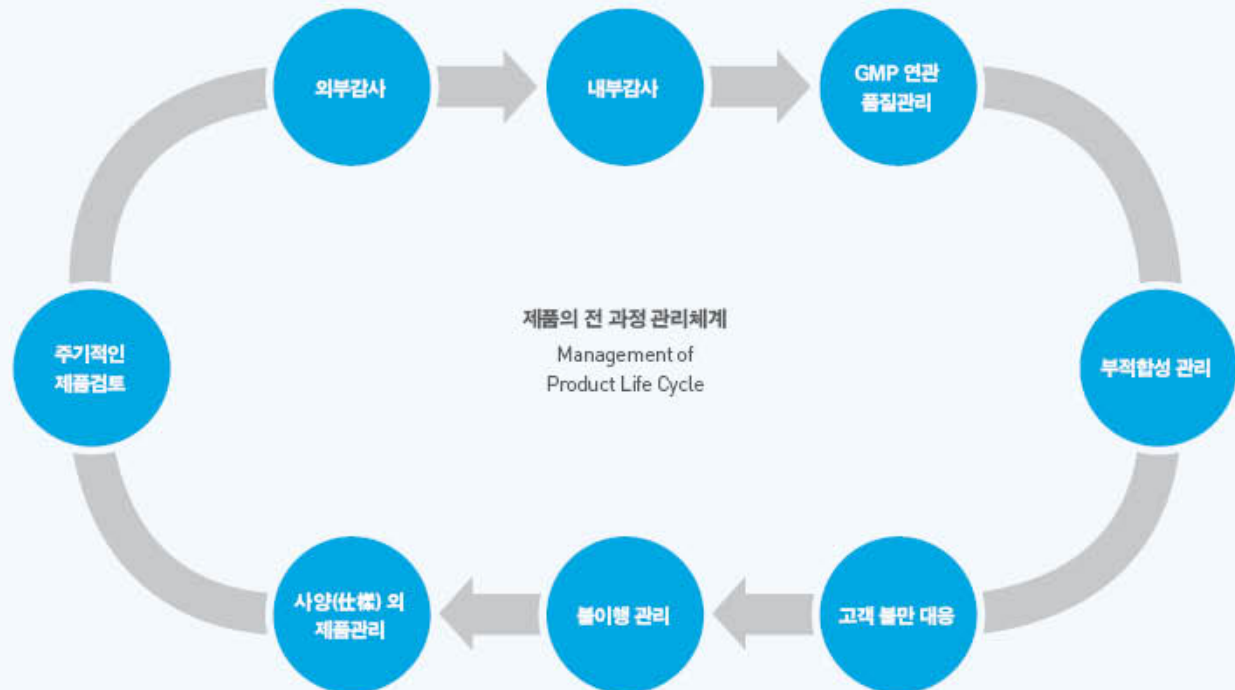 외부감사
내부감사
GMP 연관
품질관리
주기적인
제품검토
제품의 전 과정 관리체계
Management of
Product Life Cycle
부적합성 관리
사양(仕樣) 외
제품관리
불이행 관리
고객 불만 대응